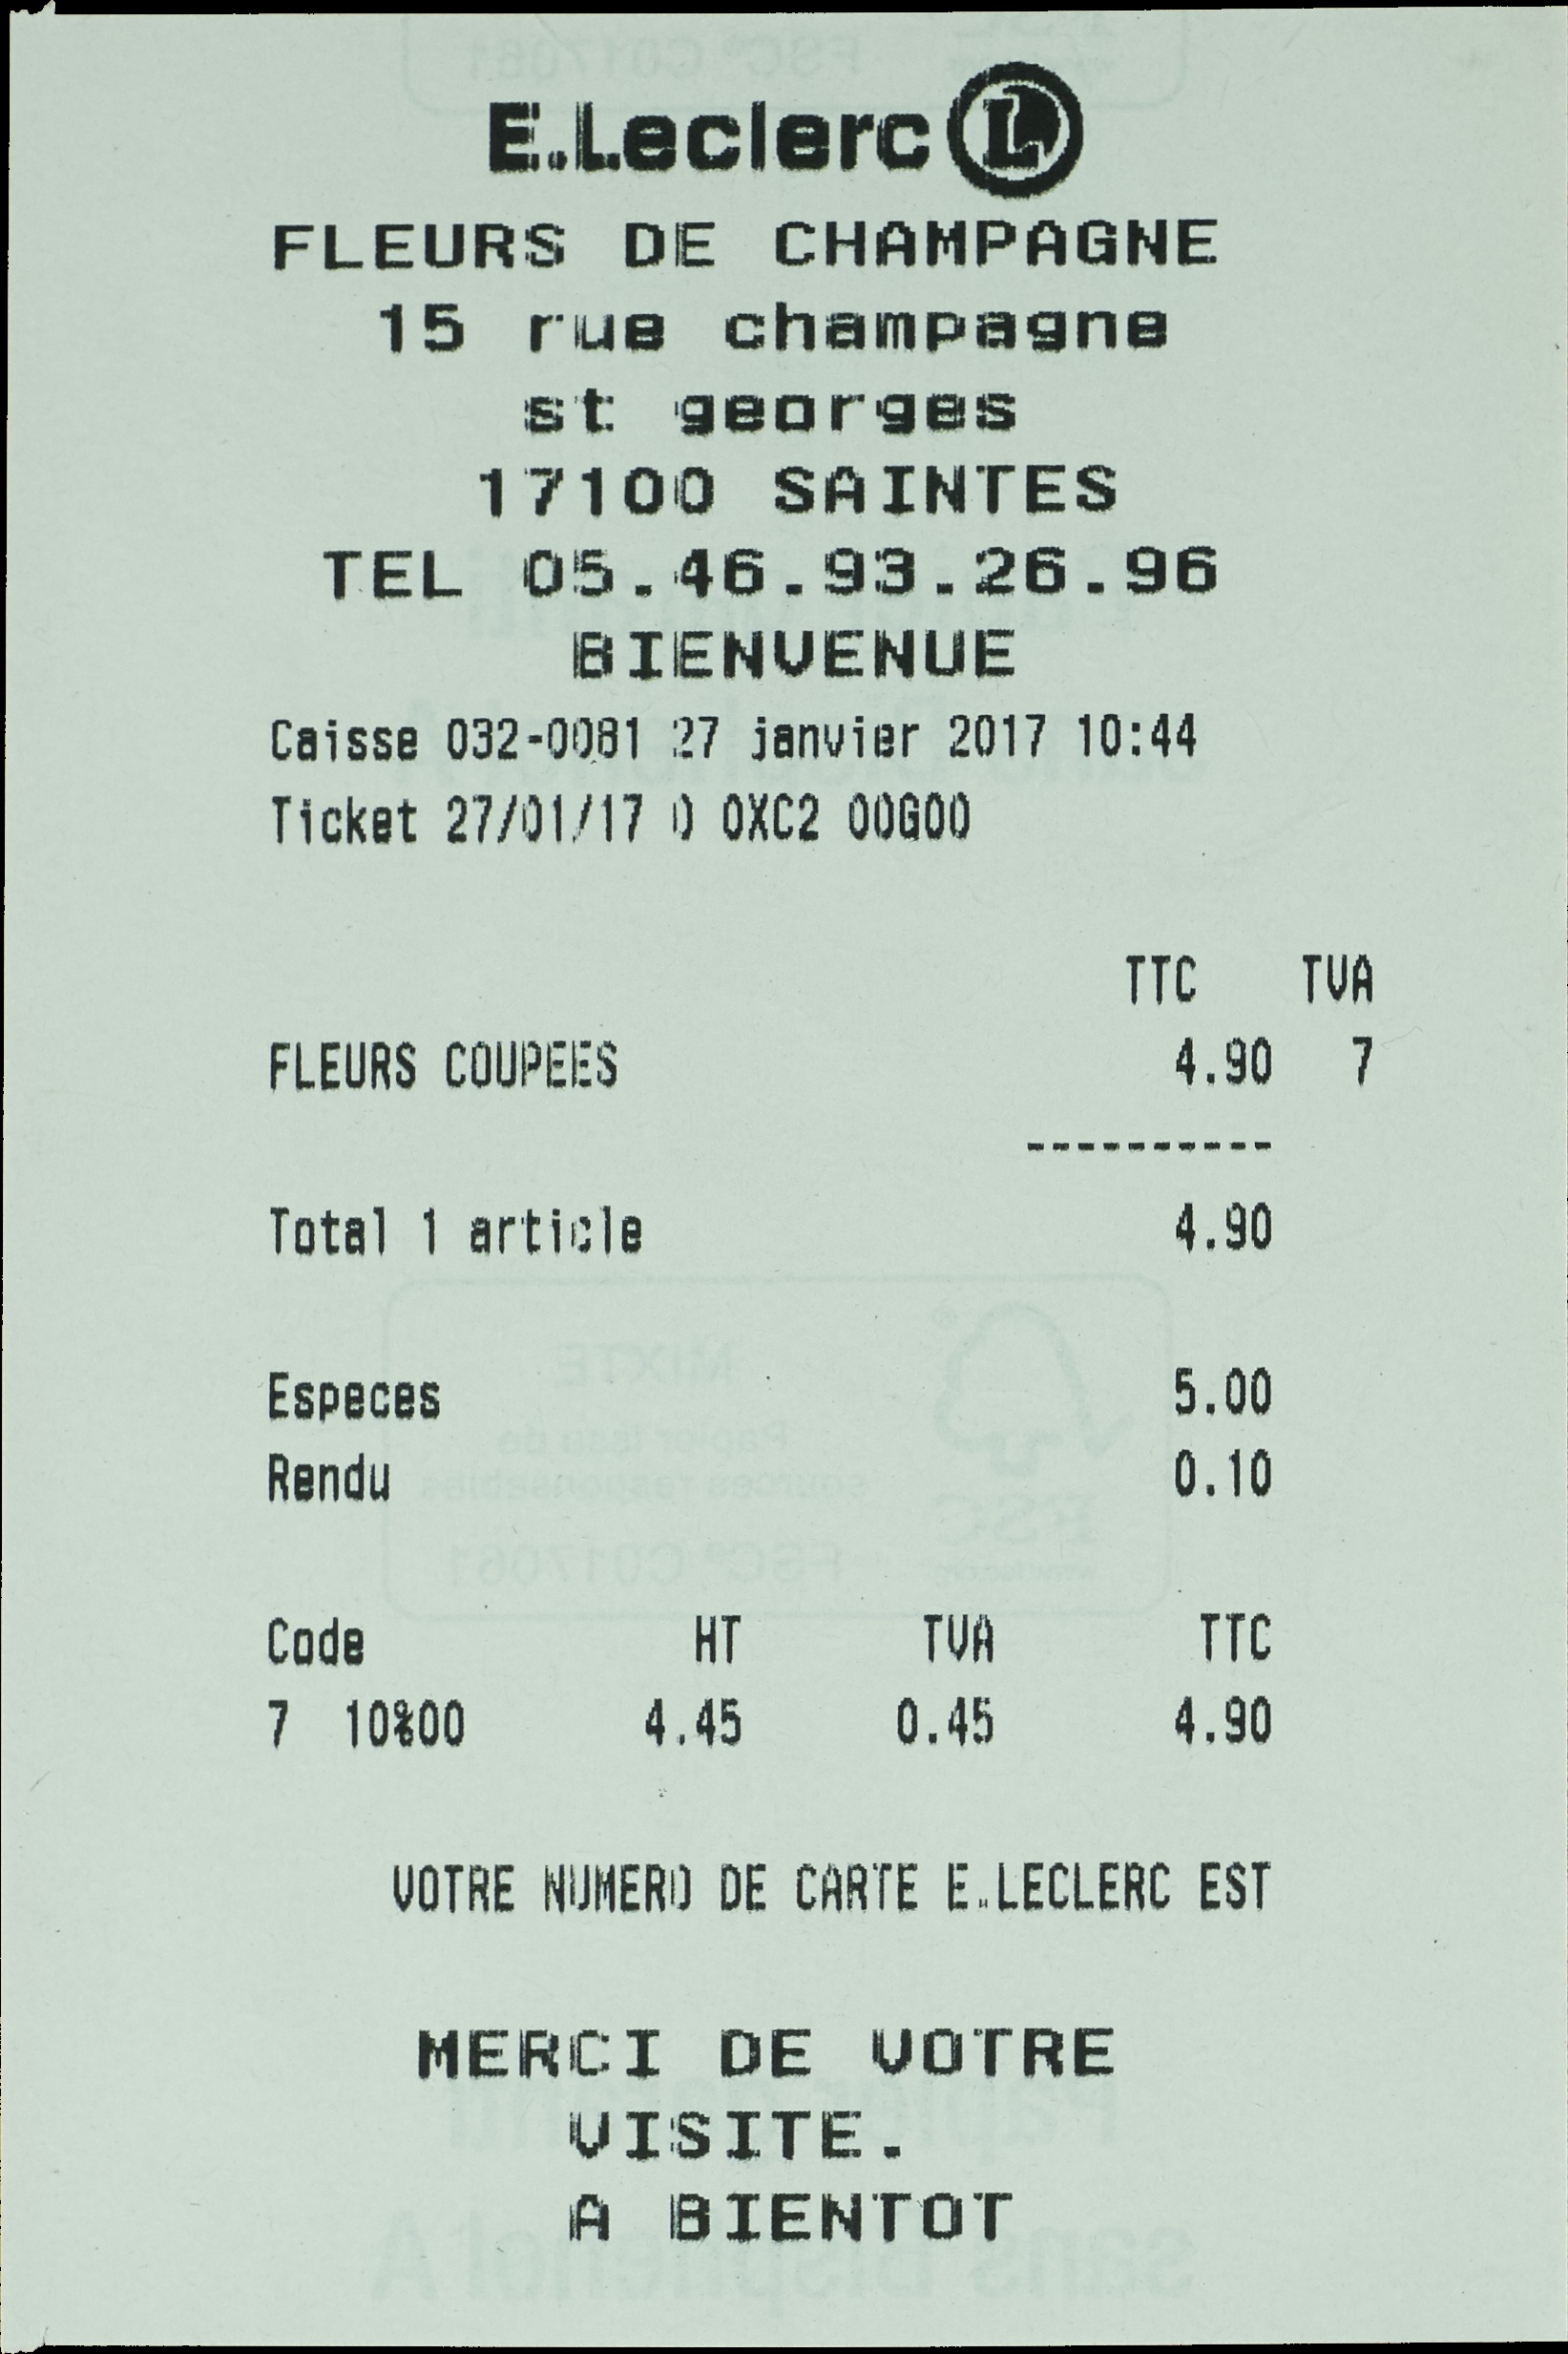 E.Leclerc L
FLEURS DE CHAMPAGNE
15 rue champagne
st georges
17100 SAINTES
TEL 05.46.93.26.96
BIENVENUE
Caisse 032-0081 27 janvier 2017 10:44
Ticket 27/01/17 0 0XC2 00G00
TTC TVA
FLEURS COUPEES 4.90 7
----------
Total 1 article 4.90
Especes 5.00
Rendu 0.10
Code HT TVA TTC
7 10%00 4.45 0.45 4.90
VOTRE NUMERO DE CARTE E.LECLERC EST
MERCI DE VOTRE
VISITE.
A BIENTOT